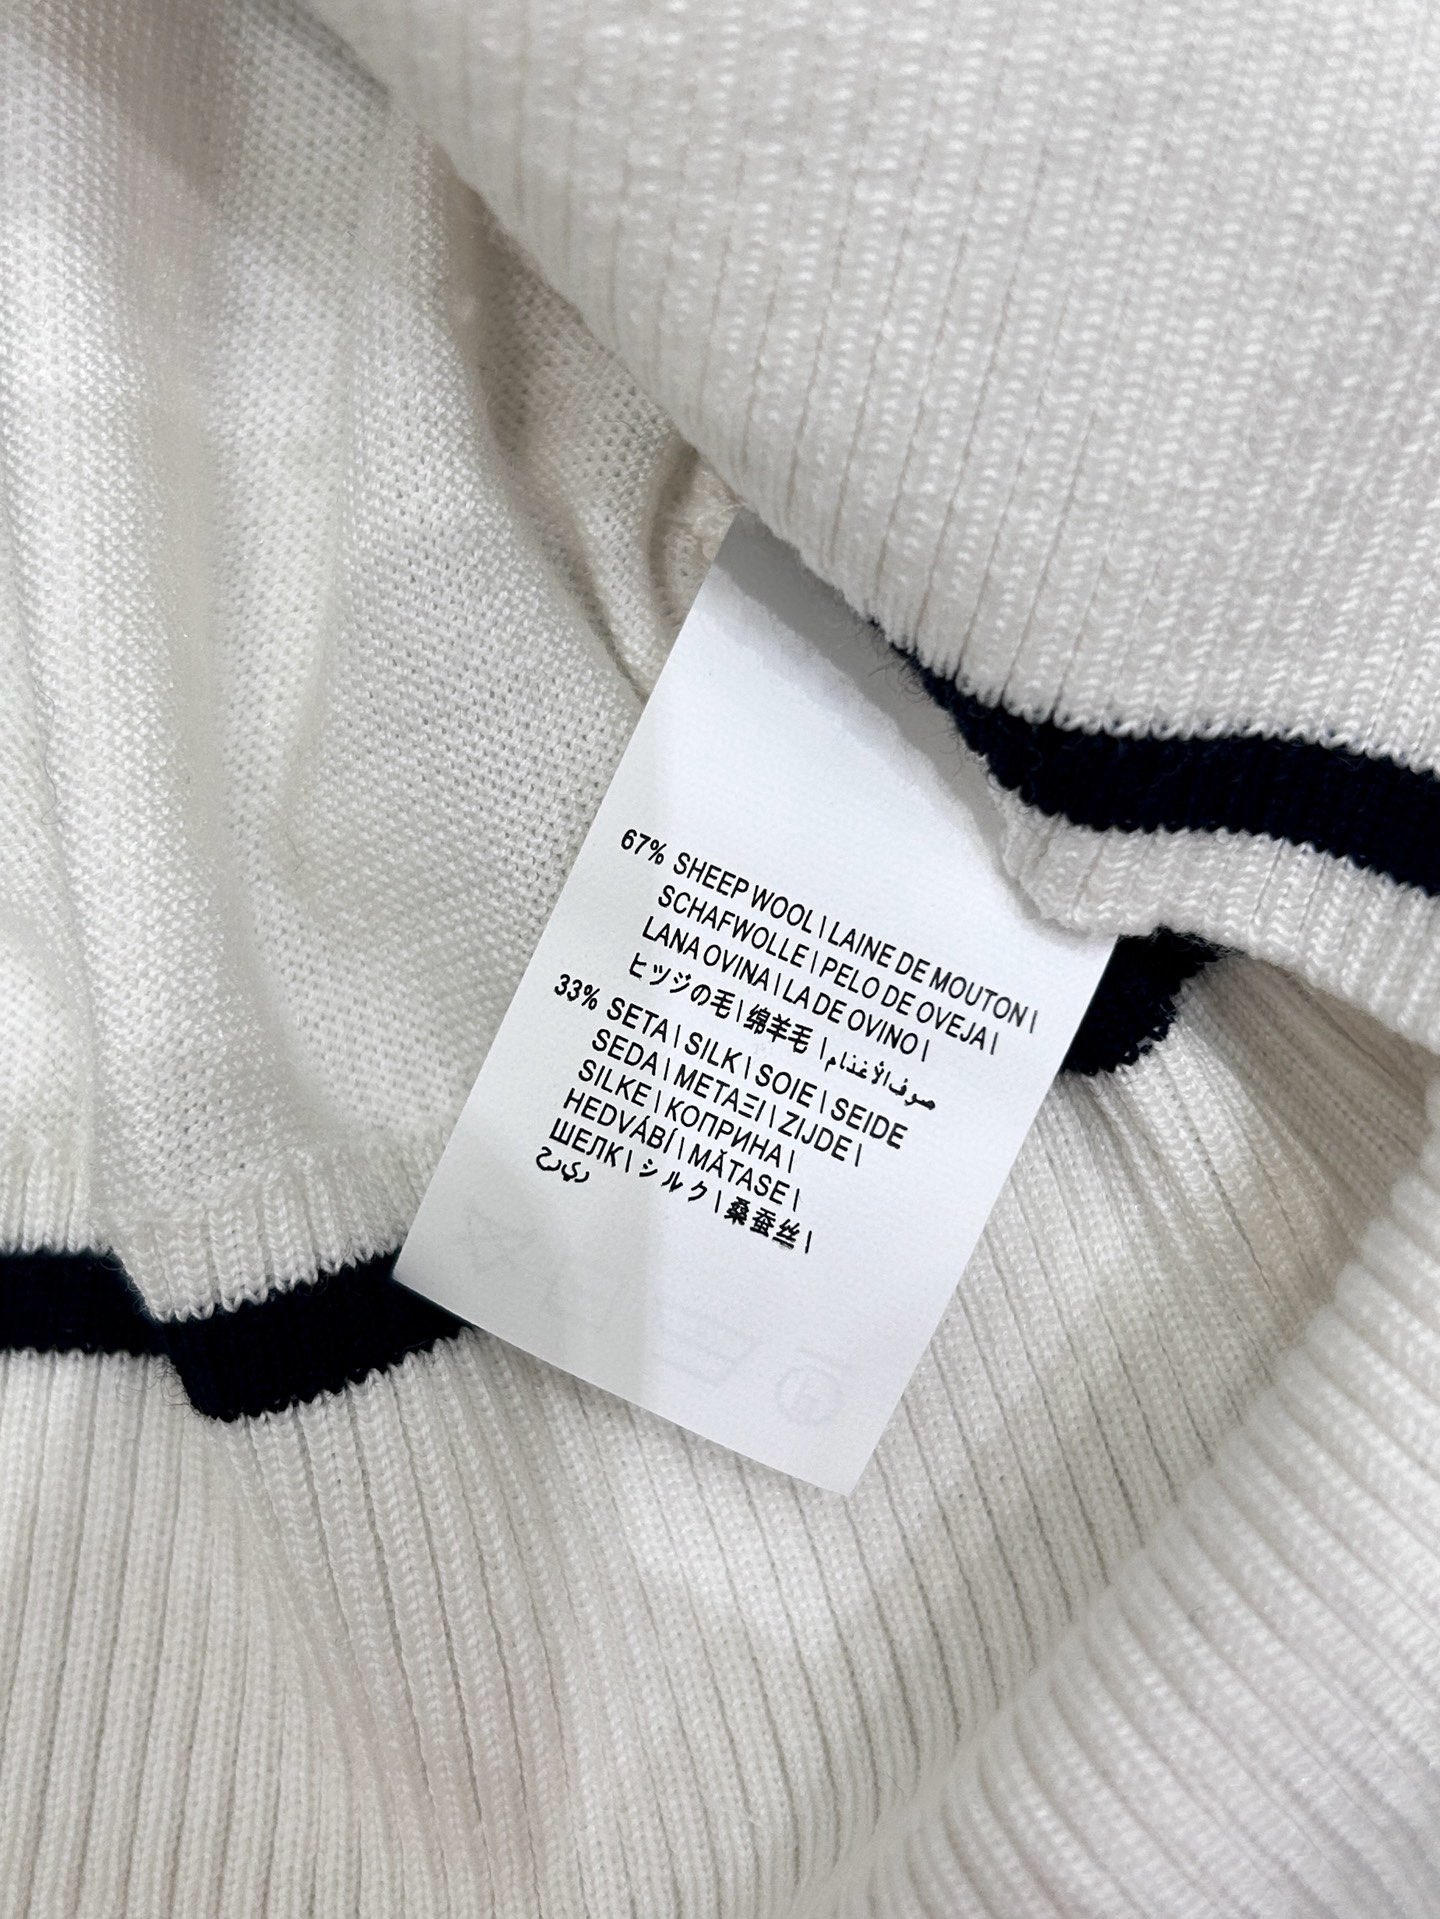 67% SHEEP WOOL \ LAINE DE MOUTON \
SCHAFWOLLE \ PELO DE OVEJA \
LANA OVINA \ LA DE OVINO \
ヒツジの毛 \ 绵羊毛 \ صوف الأغنام
33% SETA \ SILK \ SOIE \ SEIDE
SEDA \ ΜΕΤΑΞΙ \ ZIJDE \
SILKE \ КОПРИНА \
HEDVÁBÍ \ MĂTASE \
ШЕЛК \ シルク \ 桑蚕丝 \